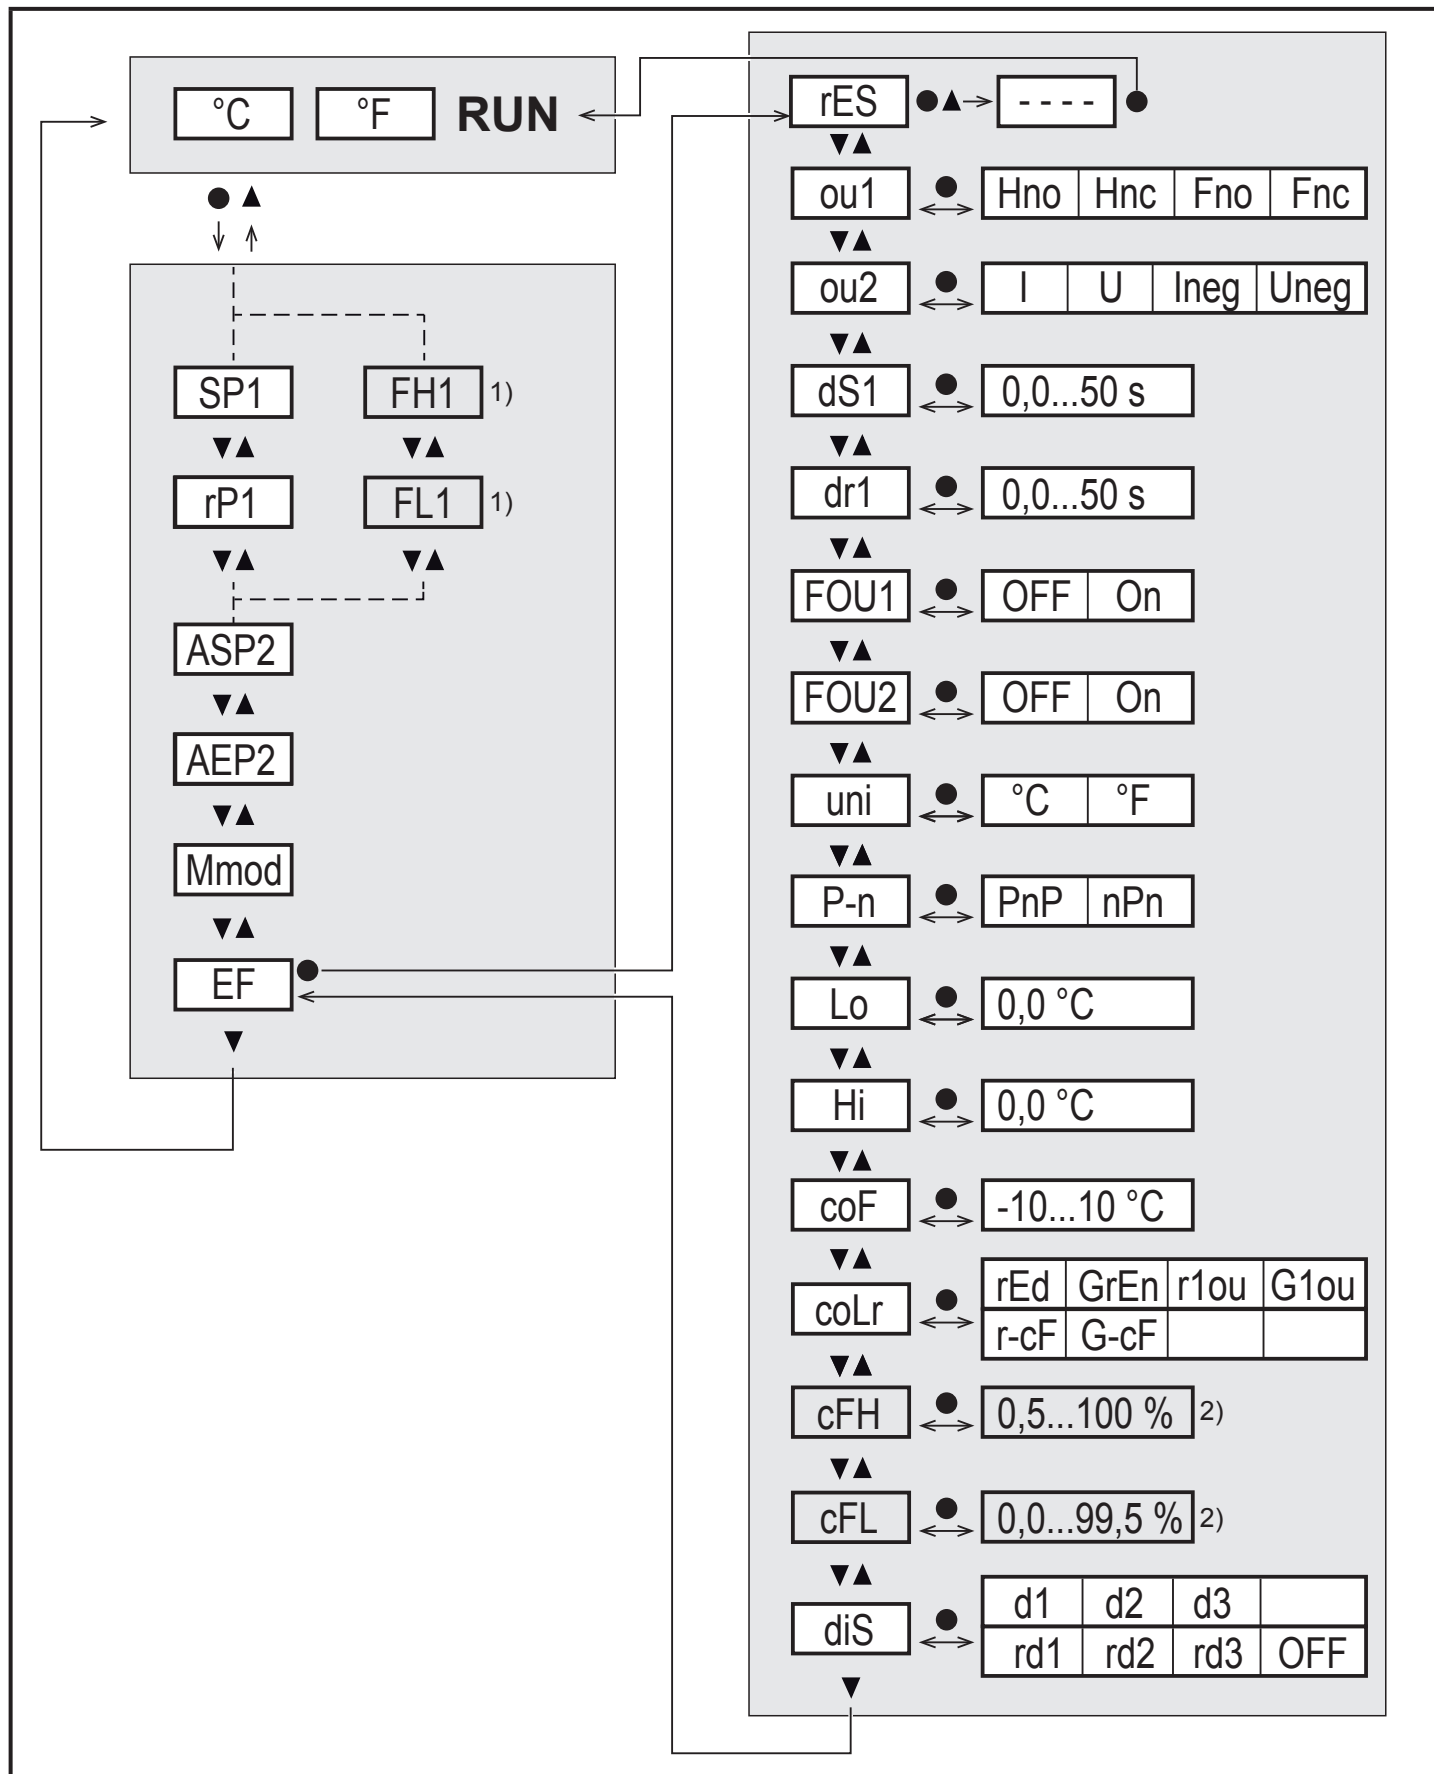 °C °F RUN
SP1 FH1 1)
rP1 FL1 1)
ASP2
AEP2
Mmod
EF
rES - - - -
ou1 Hno Hnc Fno Fnc
ou2 I U Ineg Uneg
dS1 0,0...50 s
dr1 0,0...50 s
FOU1 OFF On
FOU2 OFF On
uni °C °F
P-n PnP nPn
Lo 0,0 °C
Hi 0,0 °C
coF -10...10 °C
coLr rEd GrEn r1ou G1ou
r-cF G-cF
cFH 0,5...100 % 2)
cFL 0,0...99,5 % 2)
diS d1 d2 d3
rd1 rd2 rd3 OFF